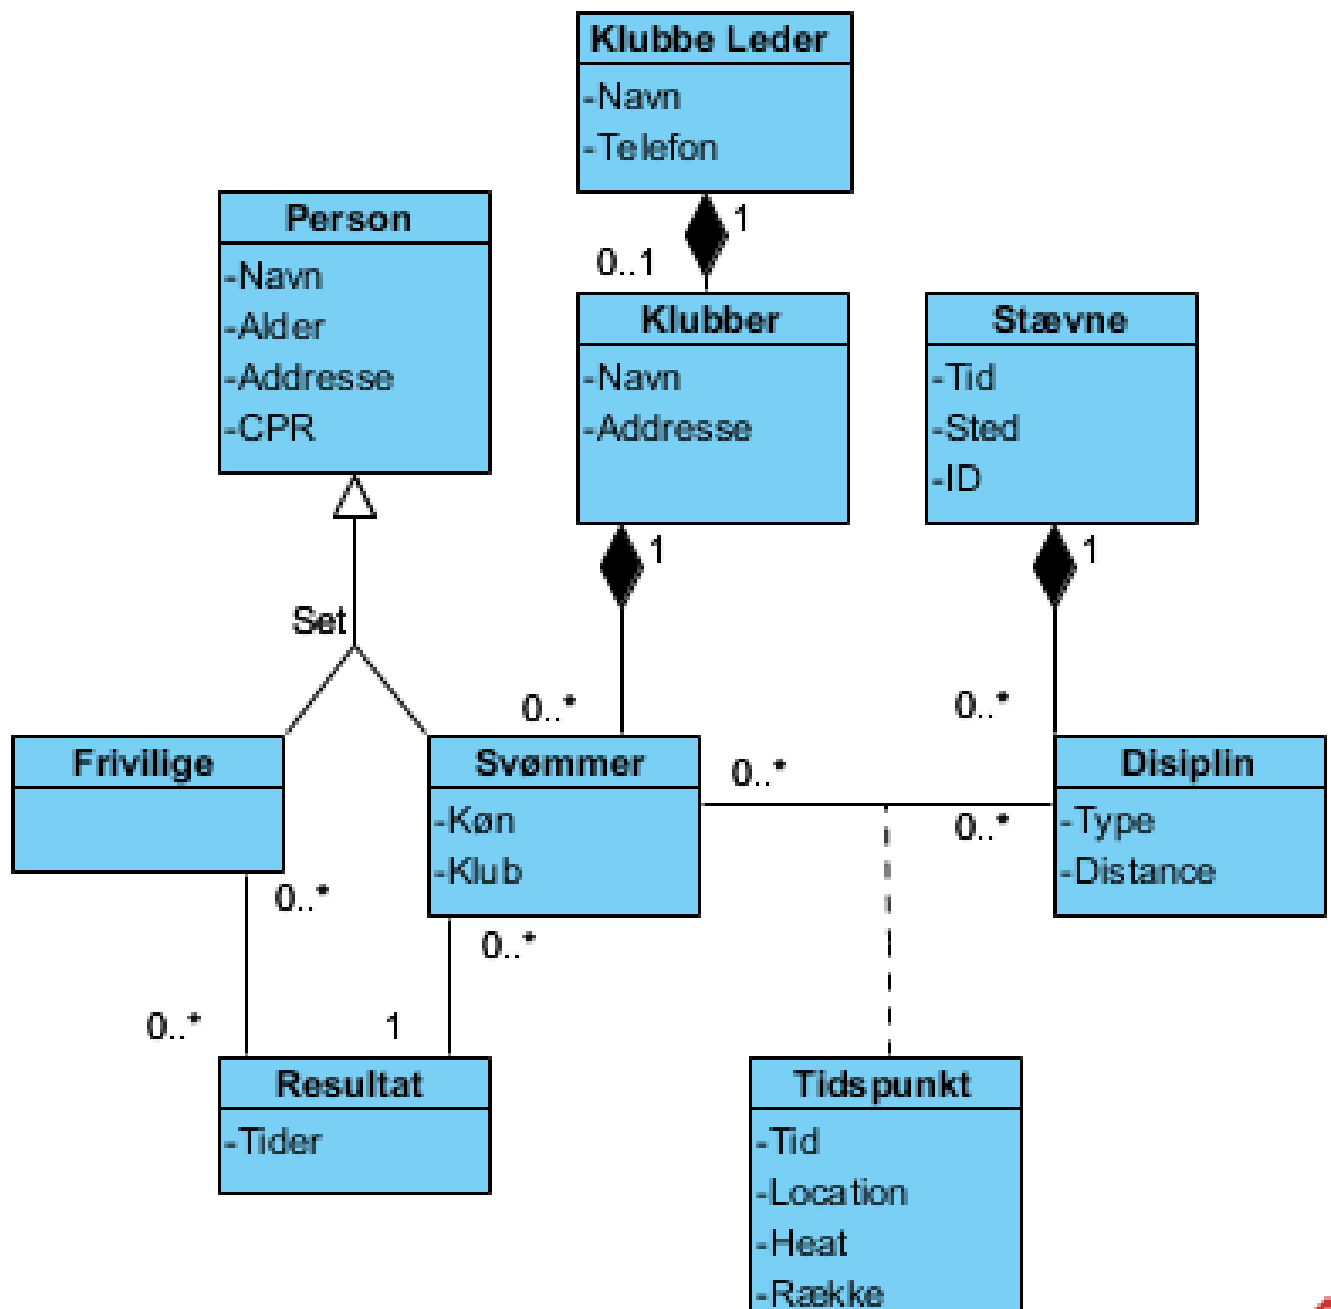 Klubbe Leder
-Navn
-Telefon
1
0..1
Person
-Navn
-Alder
-Addresse
-CPR
Klubber
-Navn
-Addresse
1
Stævne
-Tid
-Sted
-ID
1
Set
0..*
0..*
Frivilige
Svømmer
-Køn
-Klub
0..*
0..*
Disiplin
-Type
-Distance
0..*
0..*
0..*
1
Resultat
-Tider
Tidspunkt
-Tid
-Location
-Heat
-Række